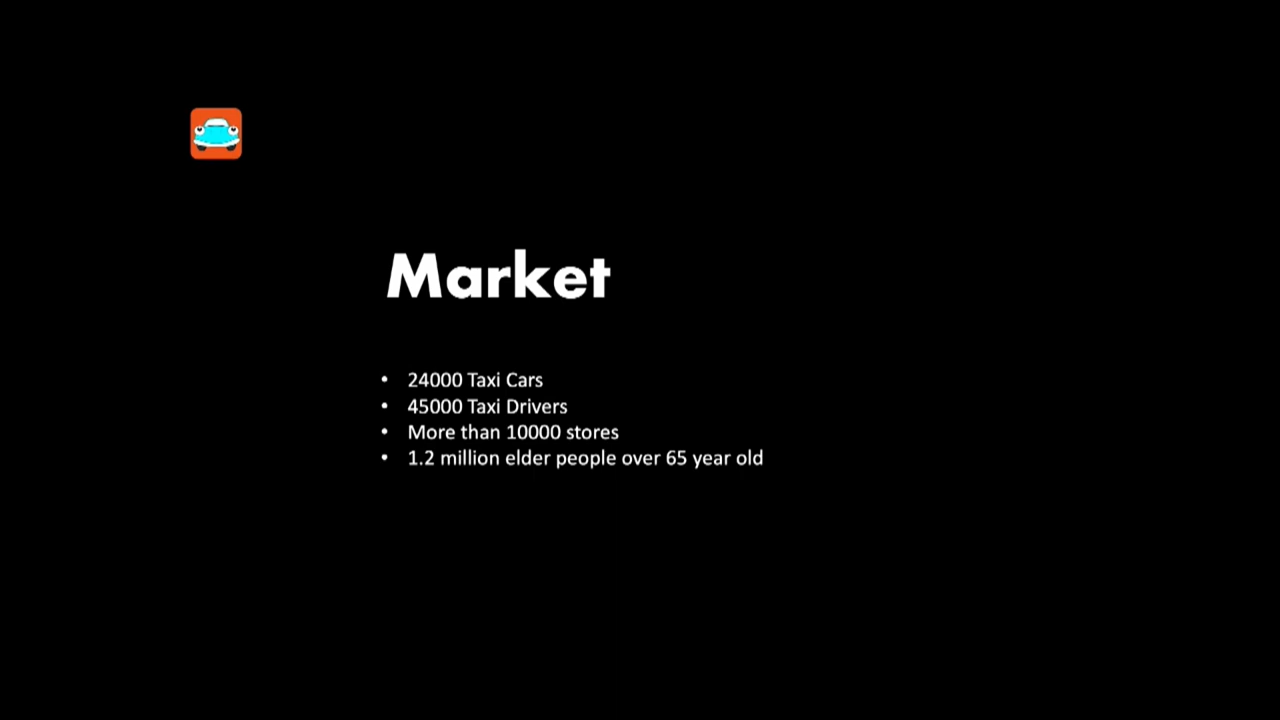 Market
• 24000 Taxi Cars
• 45000 Taxi Drivers
• More than 10000 stores
• 1.2 million elder people over 65 year old